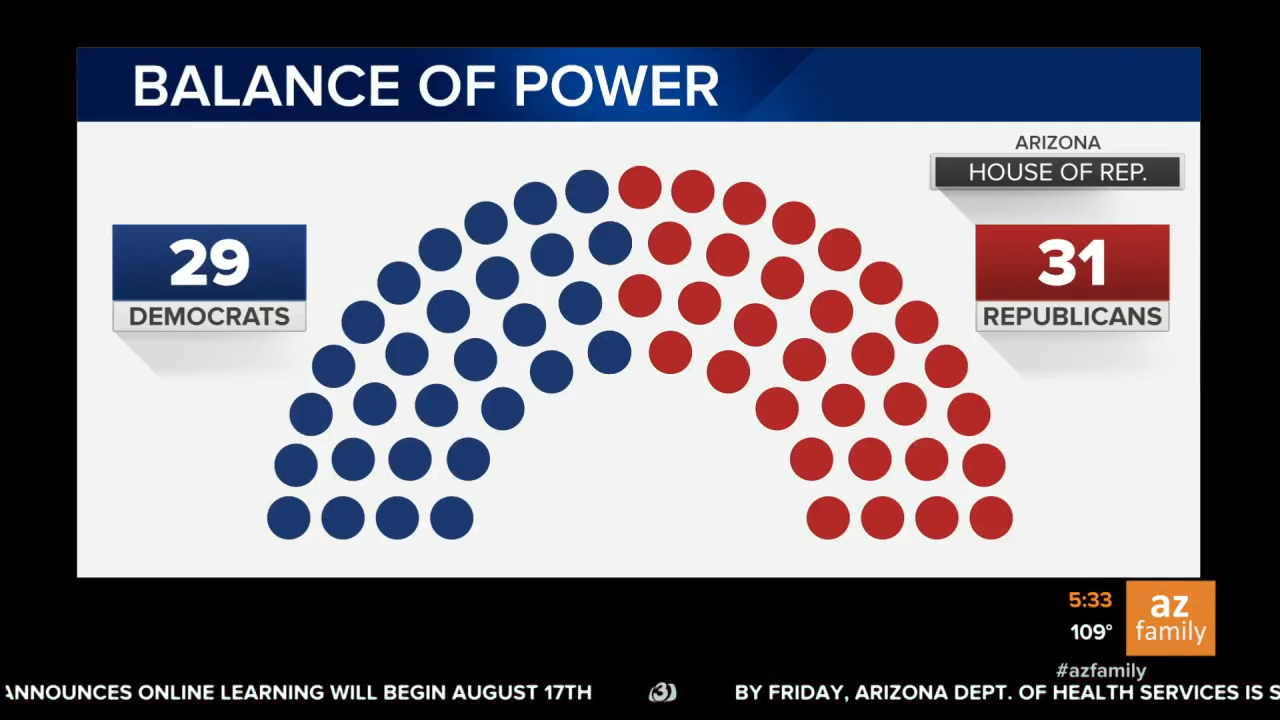 BALANCE OF POWER
ARIZONA
HOUSE OF REP.
29
DEMOCRATS
31
REPUBLICANS
5:33
109°
az
family
#azfamily
ANNOUNCES ONLINE LEARNING WILL BEGIN AUGUST 17TH 3 BY FRIDAY, ARIZONA DEPT. OF HEALTH SERVICES IS S